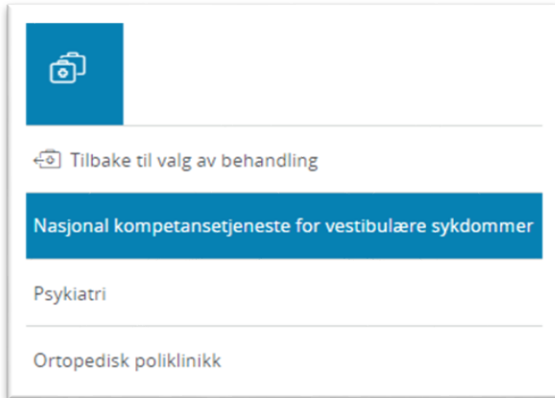 Tilbake til valg av behandling
Nasjonal kompetansetjeneste for vestibulære sykdommer
Psykiatri
Ortopedisk poliklinikk